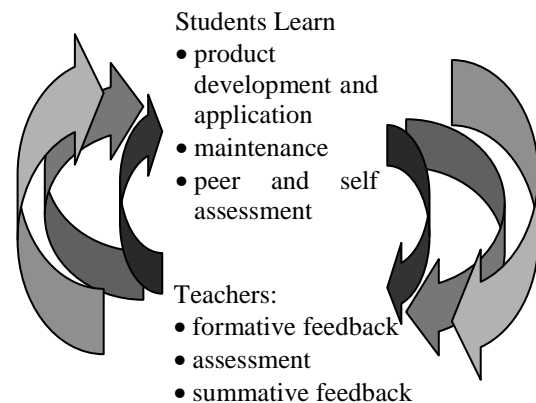 Students Learn
• product
development and
application
• maintenance
• peer and self
assessment
Teachers:
• formative feedback
• assessment
• summative feedback